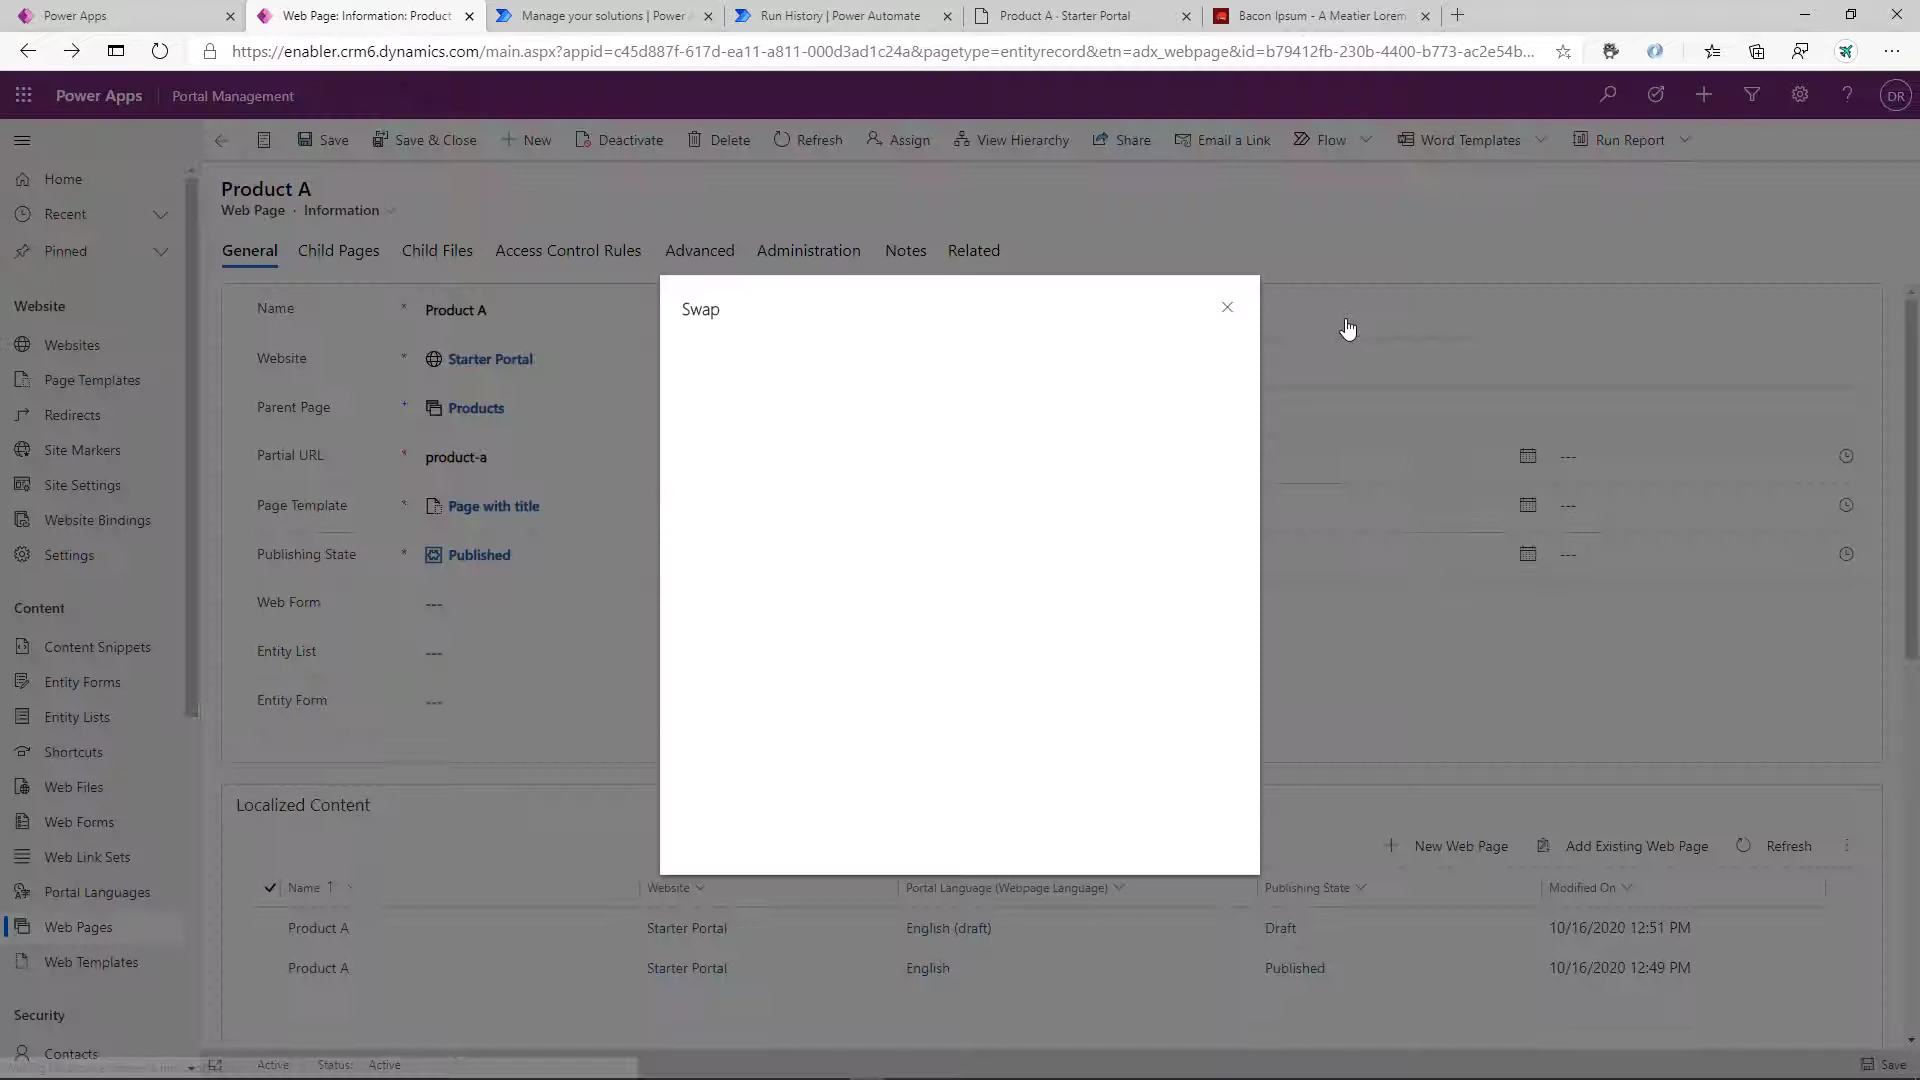 Power Apps
Web Page: Information: Product
Manage your solutions | Power
Run History | Power Automate
Product A · Starter Portal
Bacon Ipsum - A Meatier Lorem
https://enabler.crm6.dynamics.com/main.aspx?appid=c45d887f-617d-ea11-a811-000d3ad1c24a&pagetype=entityrecord&etn=adx_webpage&id=b79412fb-230b-4400-b773-ac2e54b...
Power Apps
Portal Management
DR
Save
Save & Close
New
Deactivate
Delete
Refresh
Assign
View Hierarchy
Share
Email a Link
Flow
Word Templates
Run Report
Home
Recent
Pinned
Website
Websites
Page Templates
Redirects
Site Markers
Site Settings
Website Bindings
Settings
Content
Content Snippets
Entity Forms
Entity Lists
Shortcuts
Web Files
Web Forms
Web Link Sets
Portal Languages
Web Pages
Web Templates
Security
Contacts
Product A
Web Page · Information
General
Child Pages
Child Files
Access Control Rules
Advanced
Administration
Notes
Related
Name * Product A
Website * Starter Portal
Parent Page + Products
Partial URL * product-a
Page Template * Page with title
Publishing State * Published
Web Form ---
Entity List ---
Entity Form ---
---
---
---
Swap
Localized Content
New Web Page
Add Existing Web Page
Refresh
Name ↑
Website
Portal Language (Webpage Language)
Publishing State
Modified On
Product A Starter Portal English (draft) Draft 10/16/2020 12:51 PM
Product A Starter Portal English Published 10/16/2020 12:49 PM
Active
Status: Active
Save